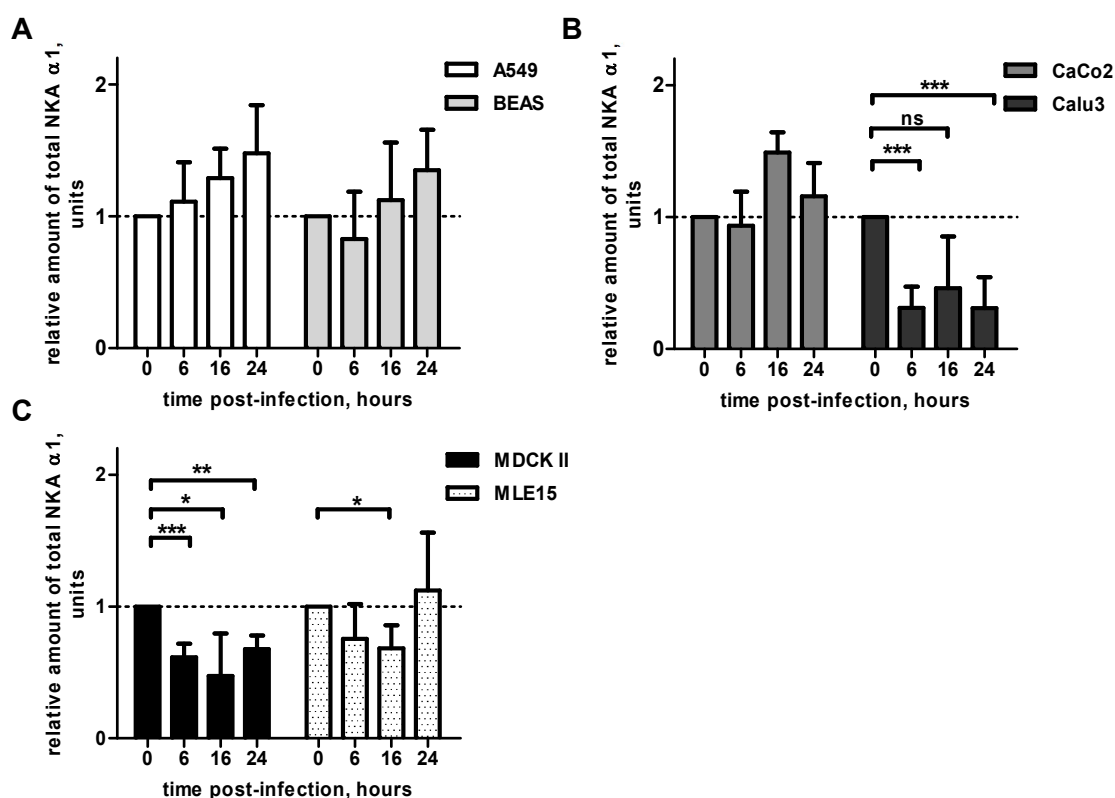 A
relative amount of total NKA α1,
units
2
1
0
A549
BEAS
0 6 16 24 0 6 16 24
time post-infection, hours
B
relative amount of total NKA α1,
units
2
1
0
CaCo2
Calu3
***
ns
***
0 6 16 24 0 6 16 24
time post-infection, hours
C
relative amount of total NKA α1,
units
2
1
0
MDCK II
MLE15
**
*
***
*
0 6 16 24 0 6 16 24
time post-infection, hours